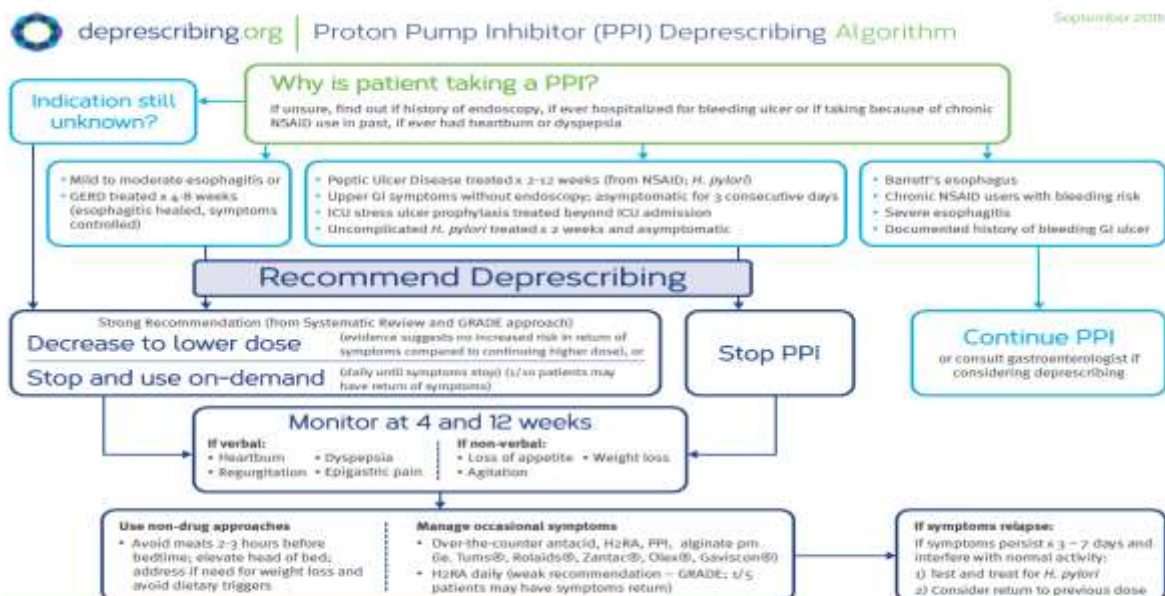 September 2016
deprescribing.org | Proton Pump Inhibitor (PPI) Deprescribing Algorithm
Why is patient taking a PPI?
If unsure, find out if history of endoscopy, if ever hospitalized for bleeding ulcer or if taking because of chronic
NSAID use in past, if ever had heartburn or dyspepsia
Indication still
unknown?
• Mild to moderate esophagitis or
• GERD treated x 4-8 weeks
(esophagitis healed, symptoms
controlled)
• Peptic Ulcer Disease treated x 2-12 weeks (from NSAID; H. pylori)
• Upper GI symptoms without endoscopy; asymptomatic for 3 consecutive days
• ICU stress ulcer prophylaxis treated beyond ICU admission
• Uncomplicated H. pylori treated x 2 weeks and asymptomatic
• Barrett's esophagus
• Chronic NSAID users with bleeding risk
• Severe esophagitis
• Documented history of bleeding GI ulcer
Recommend Deprescribing
Strong Recommendation (from Systematic Review and GRADE approach)
Decrease to lower dose
(evidence suggests no increased risk in return of
symptoms compared to continuing higher dose), or
Stop and use on-demand
(daily until symptoms stop) (1/10 patients may
have return of symptoms)
Stop PPI
Continue PPI
or consult gastroenterologist if
considering deprescribing
Monitor at 4 and 12 weeks
If verbal:
• Heartburn • Dyspepsia
• Regurgitation • Epigastric pain
If non-verbal:
• Loss of appetite • Weight loss
• Agitation
Use non-drug approaches
• Avoid meals 2-3 hours before
bedtime; elevate head of bed;
address if need for weight loss and
avoid dietary triggers
Manage occasional symptoms
• Over-the-counter antacid, H2RA, PPI, alginate prn
(ie. Tums®, Rolaids®, Zantac®, Olex®, Gaviscon®)
• H2RA daily (weak recommendation – GRADE; 1/5
patients may have symptoms return)
If symptoms relapse:
If symptoms persist x 3 – 7 days and
interfere with normal activity:
1) Test and treat for H. pylori
2) Consider return to previous dose